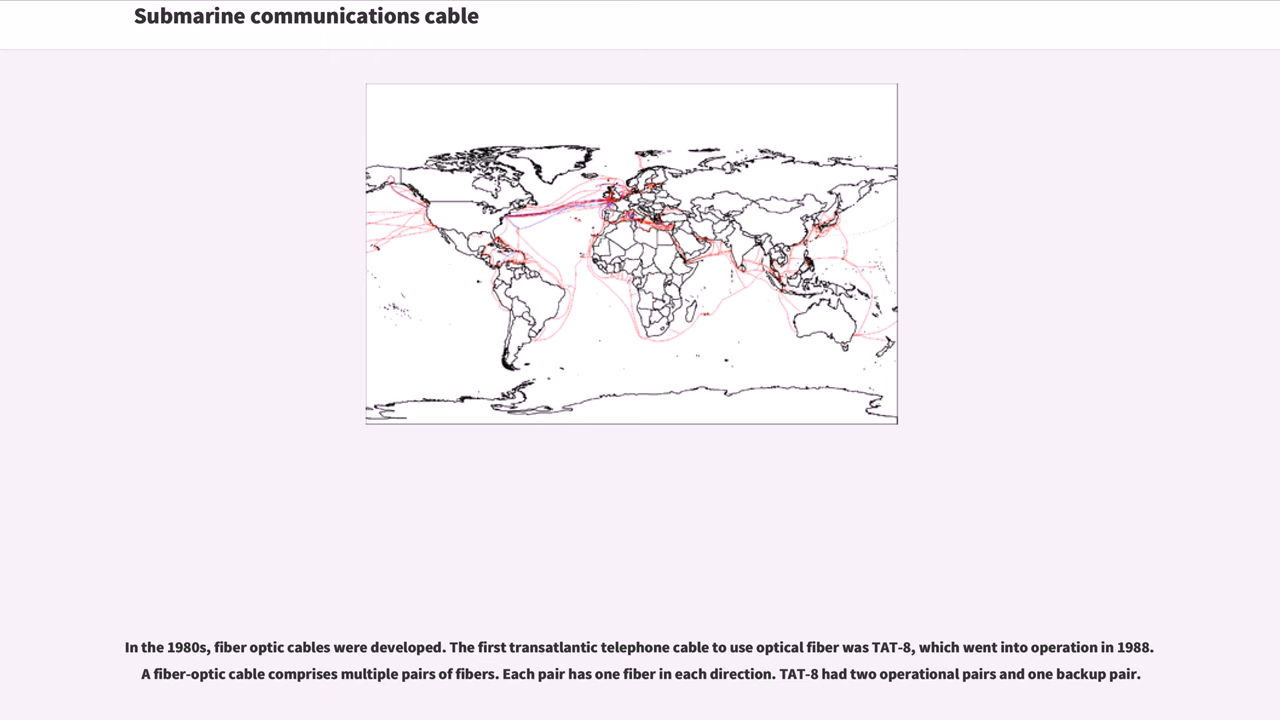 Submarine communications cable
In the 1980s, fiber optic cables were developed. The first transatlantic telephone cable to use optical fiber was TAT-8, which went into operation in 1988.
A fiber-optic cable comprises multiple pairs of fibers. Each pair has one fiber in each direction. TAT-8 had two operational pairs and one backup pair.